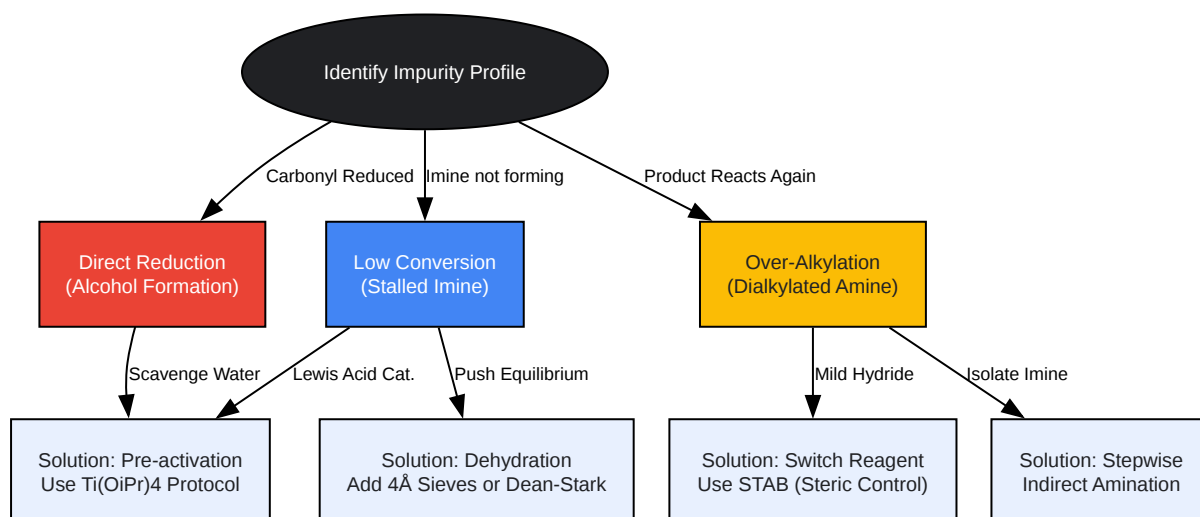 Identify Impurity Profile
Carbonyl Reduced
Imine not forming
Product Reacts Again
Direct Reduction
(Alcohol Formation)
Low Conversion
(Stalled Imine)
Over-Alkylation
(Dialkylated Amine)
Scavenge Water
Lewis Acid Cat.
Push Equilibrium
Mild Hydride
Isolate Imine
Solution: Pre-activation
Use Ti(OiPr)4 Protocol
Solution: Dehydration
Add 4Å Sieves or Dean-Stark
Solution: Switch Reagent
Use STAB (Steric Control)
Solution: Stepwise
Indirect Amination